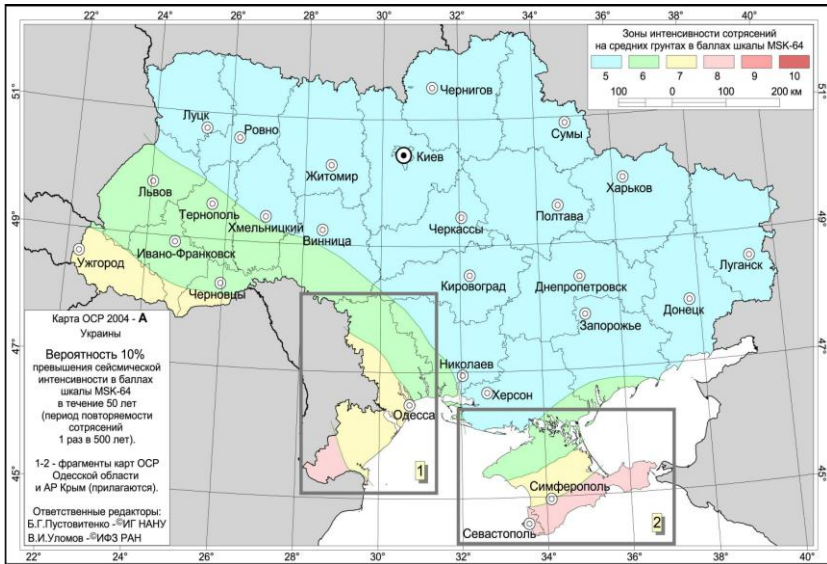 22° 24° 26° 28° 30° 32° 34° 36° 38° 40°
Зоны интенсивности сотрясений
на средних грунтах в баллах шкалы MSK-64
5 6 7 8 9 10
100 0 100 200 км
51° 51°
Чернигов
Луцк
Ровно
Сумы
Киев
Житомир
Харьков
Львов
Тернополь
Полтава
49° 49°
Хмельницкий
Черкассы
Винница
Ивано-Франковск
Ужгород
Луганск
Кировоград
Днепропетровск
Черновцы
Донецк
Запорожье
Карта ОСР 2004 - А
Украины
Вероятность 10%
превышения сейсмической
интенсивности в баллах
шкалы MSK-64
в течение 50 лет
(период повторяемости
сотрясений
1 раз в 500 лет).
1-2 - фрагменты карт ОСР
Одесской области
и АР Крым (прилагаются).
Ответственные редакторы:
Б.Г.Пустовитенко -©ИГ НАНУ
В.И.Уломов -©ИФЗ РАН
47° 47°
Николаев
Херсон
Одесса
45° 45°
1
Симферополь
Севастополь
2
22° 24° 26° 28° 30° 32° 34° 36° 38° 40°